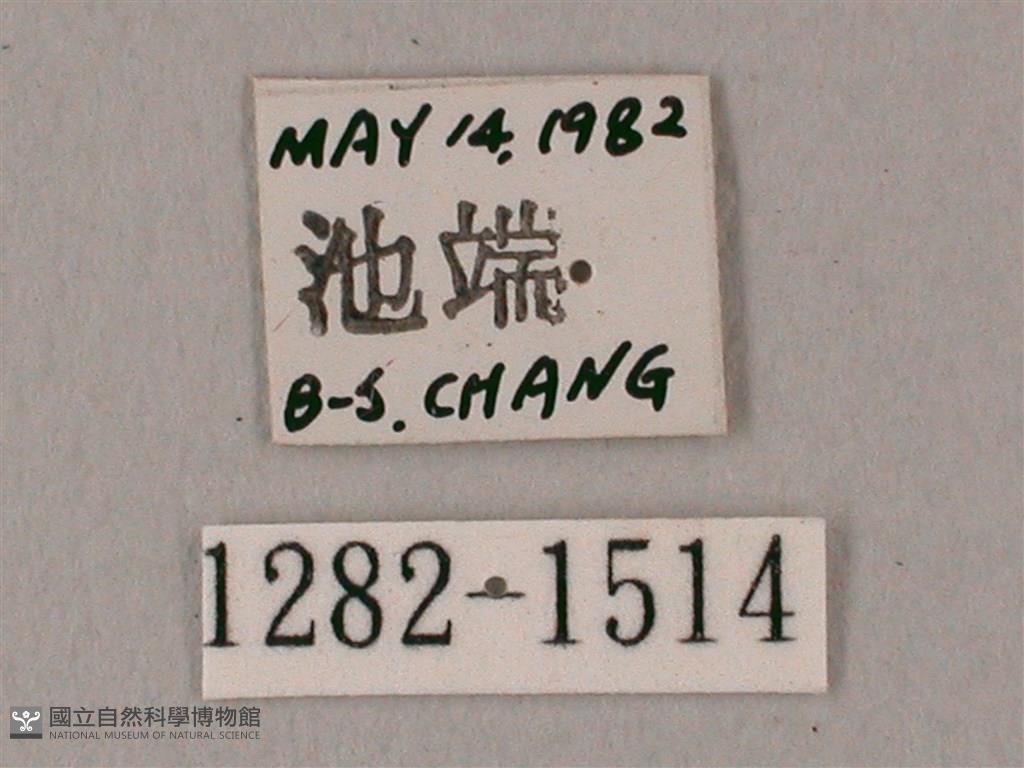 MAY 14. 1982
池端
B-S. CHANG
1282-1514
國立自然科學博物館
NATIONAL MUSEUM OF NATURAL SCIENCE